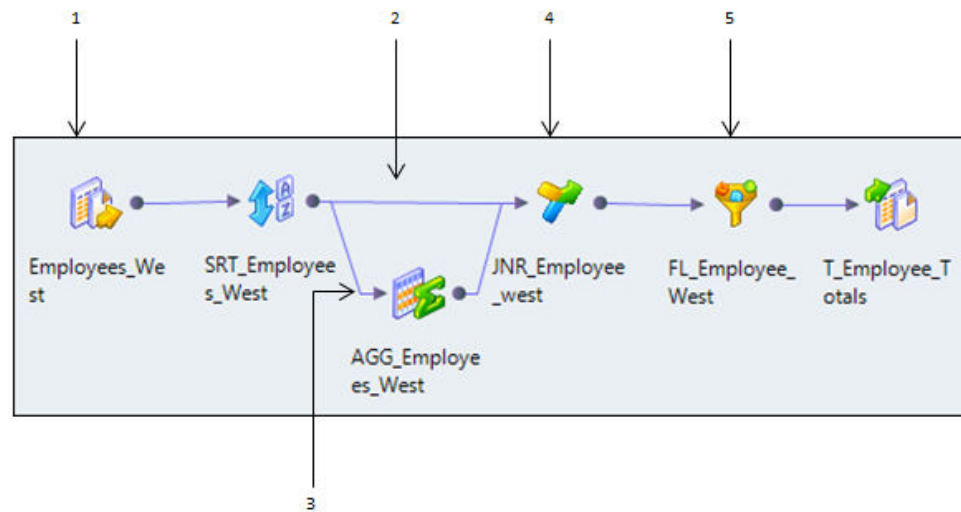 1
2
4
5
A
Z
Employees_We
st
SRT_Employee
s_West
JNR_Employee
_west
FL_Employee_
West
T_Employee_T
otals
AGG_Employe
es_West
3